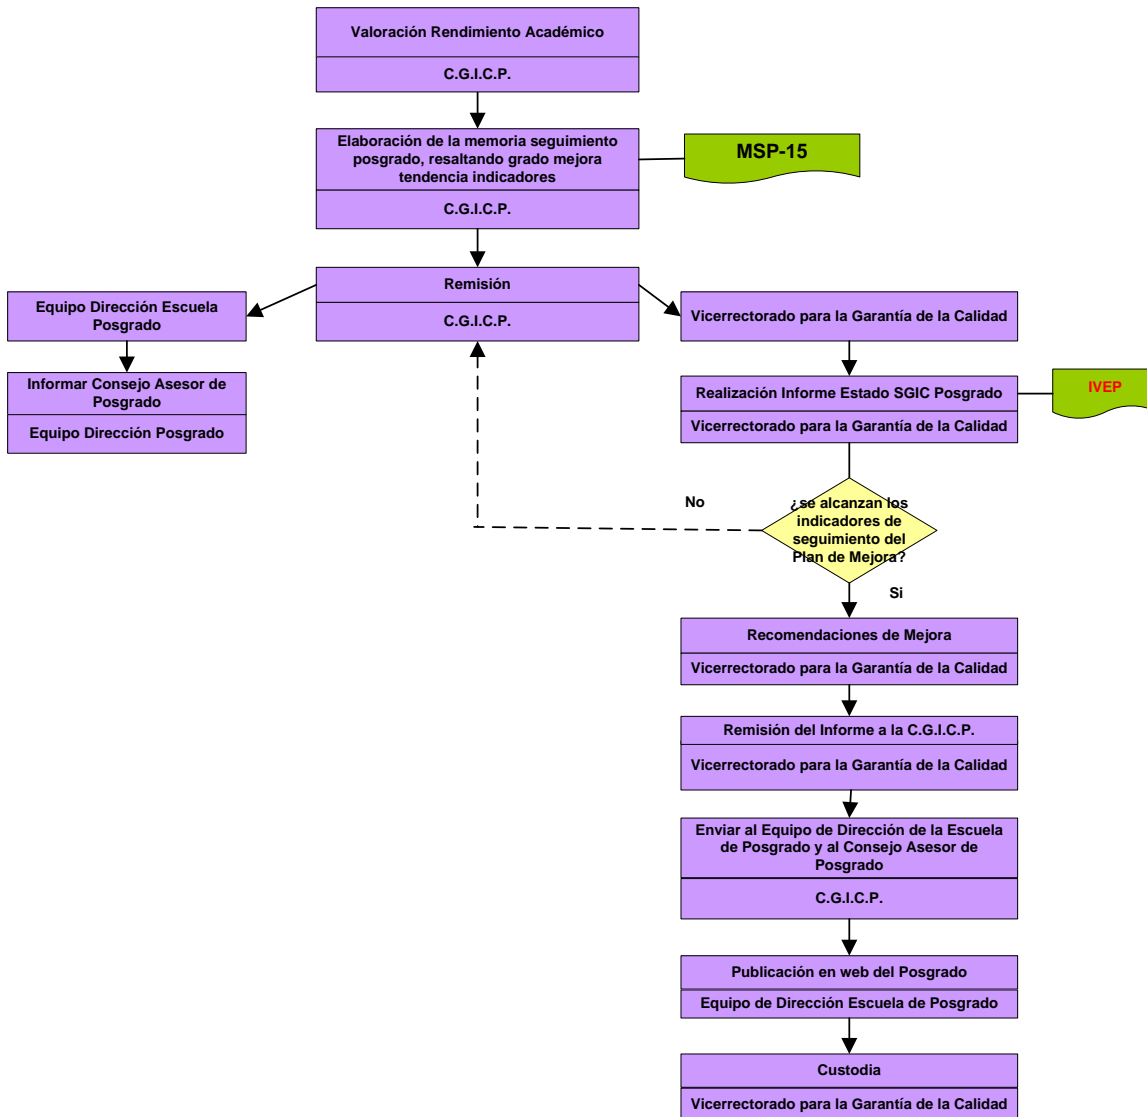 Valoración Rendimiento Académico
C.G.I.C.P.
Elaboración de la memoria seguimiento
posgrado, resaltando grado mejora
tendencia indicadores
C.G.I.C.P.
MSP-15
Remisión
C.G.I.C.P.
Equipo Dirección Escuela
Posgrado
Informar Consejo Asesor de
Posgrado
Equipo Dirección Posgrado
Vicerrectorado para la Garantía de la Calidad
Realización Informe Estado SGIC Posgrado
Vicerrectorado para la Garantía de la Calidad
IVEP
¿se alcanzan los
indicadores de
seguimiento del
Plan de Mejora?
No
Si
Recomendaciones de Mejora
Vicerrectorado para la Garantía de la Calidad
Remisión del Informe a la C.G.I.C.P.
Vicerrectorado para la Garantía de la Calidad
Enviar al Equipo de Dirección de la Escuela
de Posgrado y al Consejo Asesor de
Posgrado
C.G.I.C.P.
Publicación en web del Posgrado
Equipo de Dirección Escuela de Posgrado
Custodia
Vicerrectorado para la Garantía de la Calidad